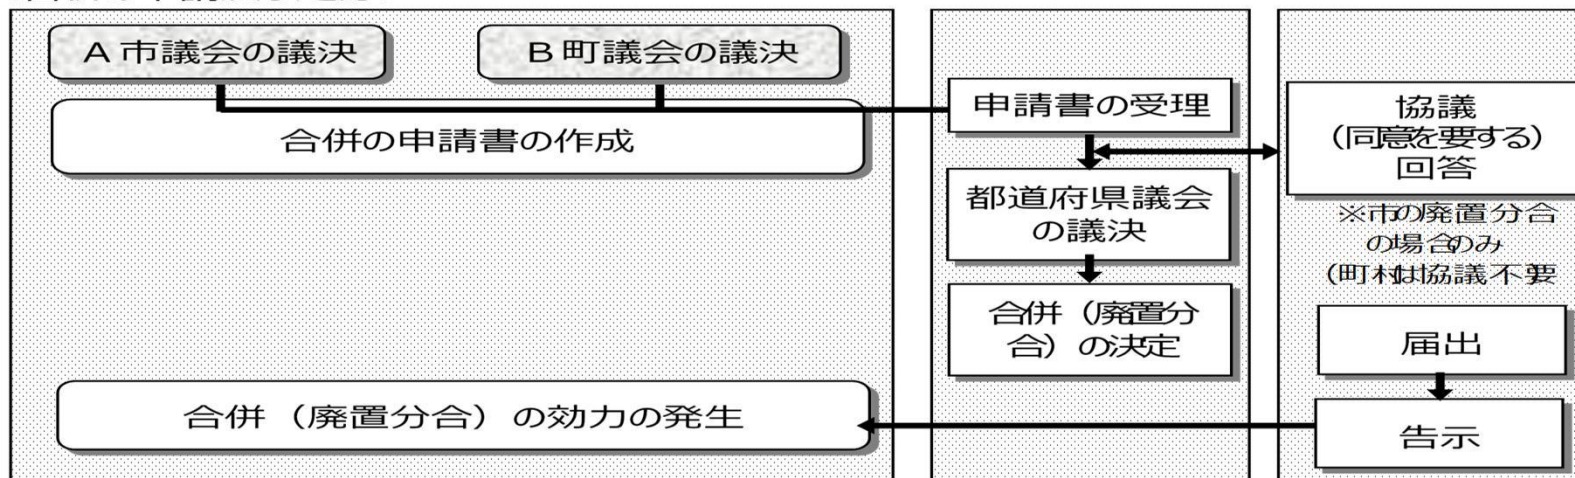 A市議会の議決
B町議会の議決
合併の申請書の作成
申請書の受理
協議
(同意を要する)
回答
都道府県議会
の議決
※市の廃置分合
の場合のみ
(町村は協議不要
合併(廃置分
合)の決定
届出
合併(廃置分合)の効力の発生
告示